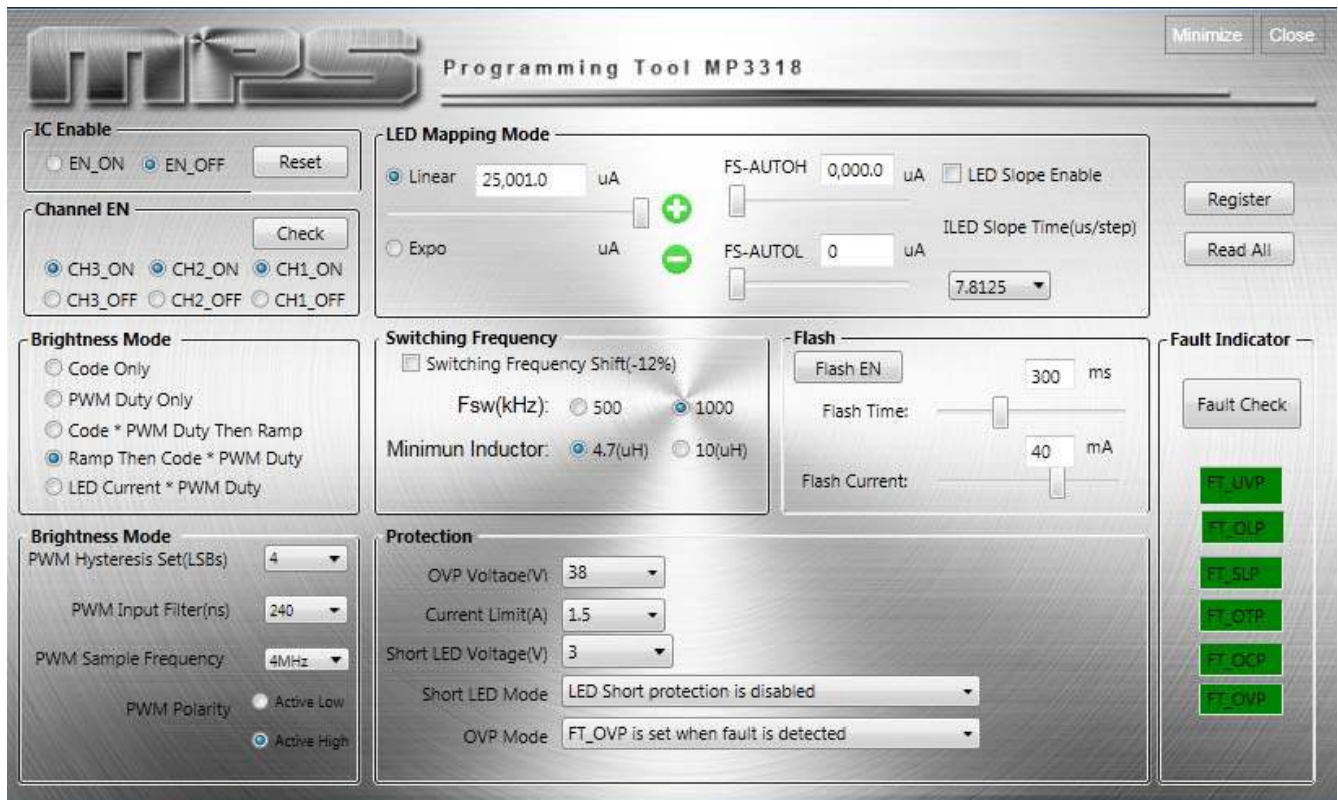 mps
Minimize Close
Programming Tool MP3318
IC Enable
EN_ON EN_OFF Reset
Channel EN
Check
CH3_ON CH2_ON CH1_ON
CH3_OFF CH2_OFF CH1_OFF
LED Mapping Mode
Linear 25,001.0 uA
Expo uA
FS-AUTOH 0,000.0 uA
FS-AUTOL 0 uA
LED Slope Enable
ILED Slope Time(us/step)
7.8125
Register
Read All
Brightness Mode
Code Only
PWM Duty Only
Code * PWM Duty Then Ramp
Ramp Then Code * PWM Duty
LED Current * PWM Duty
Switching Frequency
Switching Frequency Shift(-12%)
Fsw(kHz): 500 1000
Minimun Inductor: 4.7(uH) 10(uH)
Flash
Flash EN 300 ms
Flash Time:
40 mA
Flash Current:
Fault Indicator
Fault Check
FT_UVP
FT_OLP
FT_SLP
FT_OTP
FT_OCP
FT_OVP
Brightness Mode
PWM Hysteresis Set(LSBs) 4
PWM Input Filter(ns) 240
PWM Sample Frequency 4MHz
PWM Polarity Active Low
Active High
Protection
OVP Voltage(V) 38
Current Limit(A) 1.5
Short LED Voltage(V) 3
Short LED Mode LED Short protection is disabled
OVP Mode FT_OVP is set when fault is detected